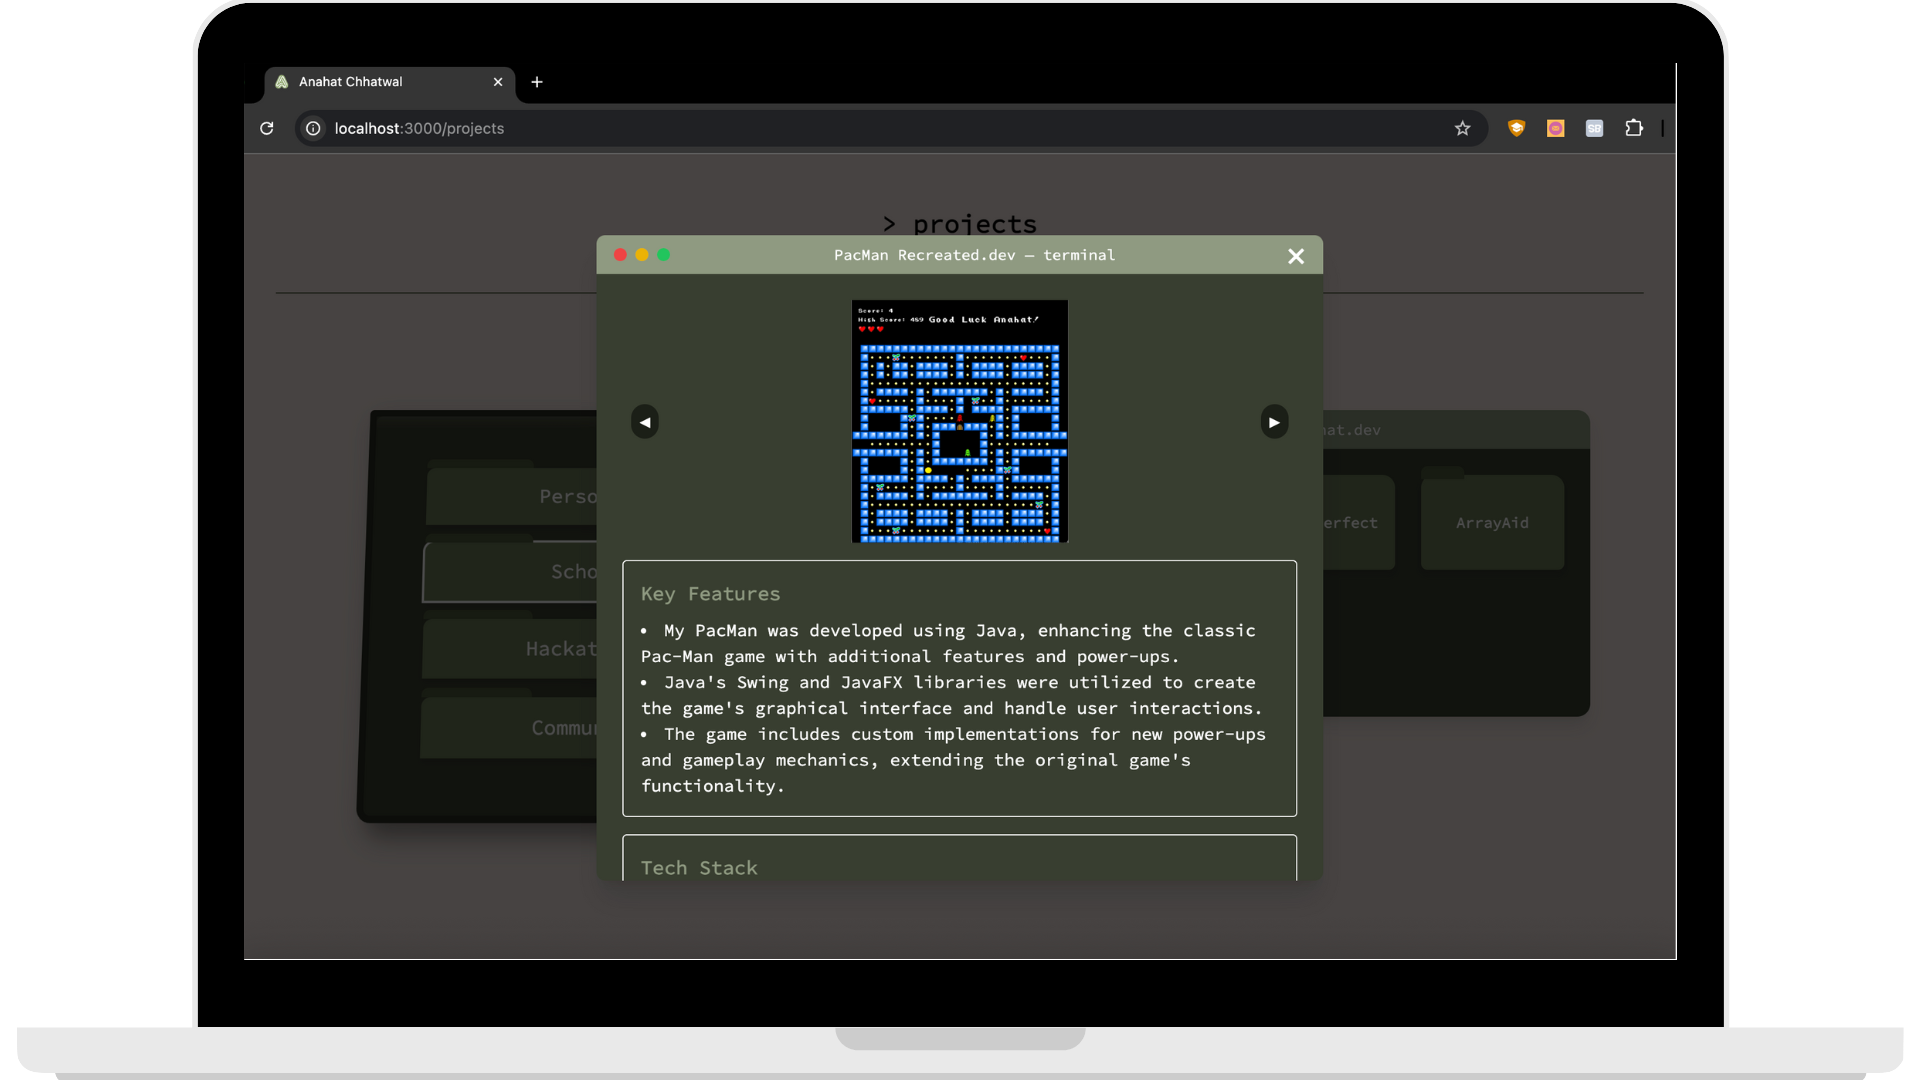 Anahat Chhatwal
localhost:3000/projects
SB
> projects
PacMan Recreated.dev — terminal
Score: 4
High Score: 489 Good Luck Anahat!
hat.dev
Perso
Scho
Hackat
Commu
erfect
ArrayAid
Key Features
• My PacMan was developed using Java, enhancing the classic
Pac-Man game with additional features and power-ups.
• Java's Swing and JavaFX libraries were utilized to create
the game's graphical interface and handle user interactions.
• The game includes custom implementations for new power-ups
and gameplay mechanics, extending the original game's
functionality.
Tech Stack